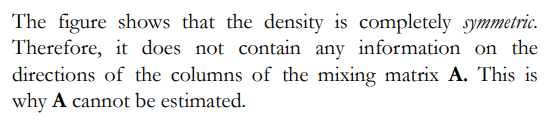 The figure shows that the density is completely symmetric.
Therefore, it does not contain any information on the
directions of the columns of the mixing matrix A. This is
why A cannot be estimated.